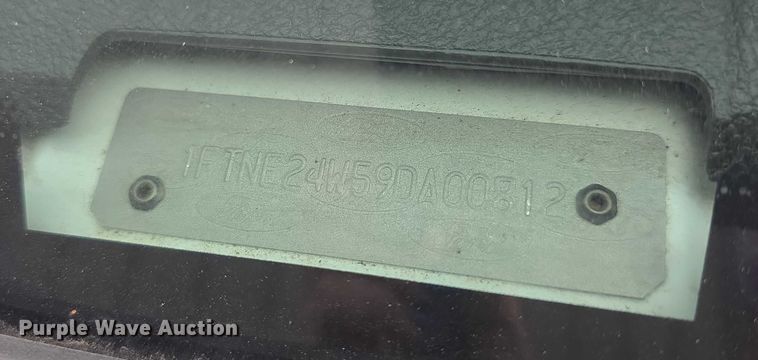 1FTNE24W59DA00812
Purple Wave Auction